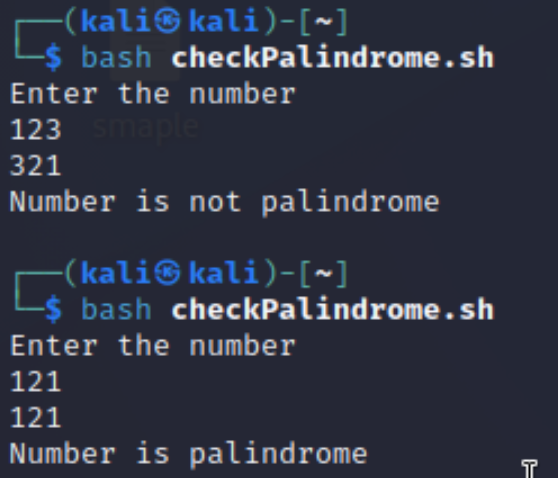 ┌──(kali㉿kali)-[~]
└─$ bash checkPalindrome.sh
Enter the number
123
smaple
321
Number is not palindrome
┌──(kali㉿kali)-[~]
└─$ bash checkPalindrome.sh
Enter the number
121
121
Number is palindrome